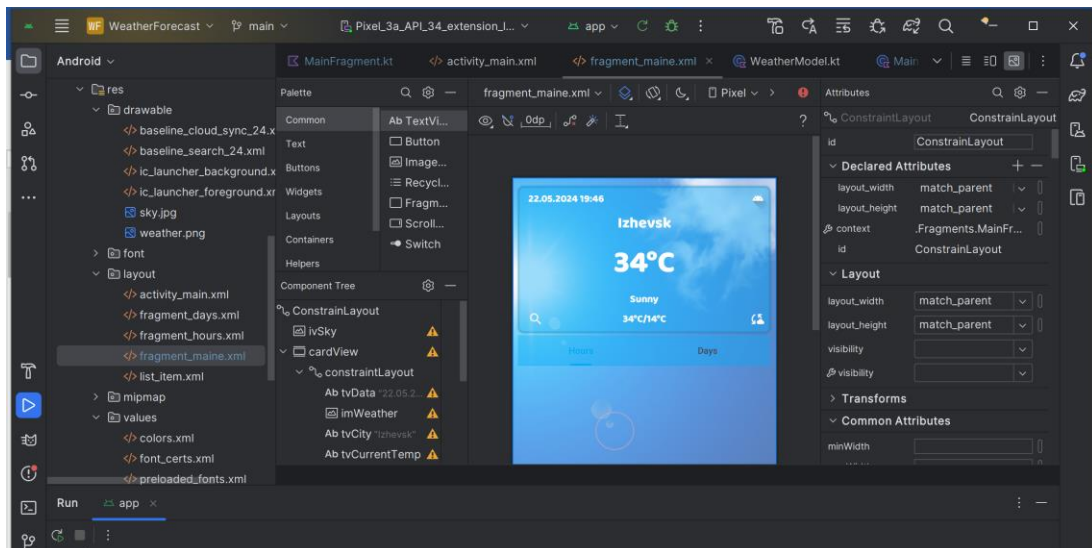 WF WeatherForecast main Pixel_3a_API_34_extension_l... app
Android MainFragment.kt activity_main.xml fragment_maine.xml WeatherModel.kt Main
res
drawable
baseline_cloud_sync_24.x
baseline_search_24.xml
ic_launcher_background.x
ic_launcher_foreground.xr
sky.jpg
weather.png
font
layout
activity_main.xml
fragment_days.xml
fragment_hours.xml
fragment_maine.xml
list_item.xml
mipmap
values
colors.xml
font_certs.xml
preloaded_fonts.xml
Palette
Common
Text
Buttons
Widgets
Layouts
Containers
Helpers
Ab TextVi...
Button
Image...
Recycl...
Fragm...
Scroll...
Switch
Component Tree
ConstrainLayout
ivSky
cardView
constraintLayout
Ab tvData "22.05.2...
imWeather
Ab tvCity "Izhevsk"
Ab tvCurrentTemp
fragment_maine.xml Pixel
0dp ?
22.05.2024 19:46
Izhevsk
34°C
Sunny
34°C/14°C
Hours Days
Attributes
ConstraintLayout ConstrainLayout
id ConstrainLayout
Declared Attributes
layout_width match_parent
layout_height match_parent
context .Fragments.MainFr...
id ConstrainLayout
Layout
layout_width match_parent
layout_height match_parent
visibility
visibility
Transforms
Common Attributes
minWidth
Run app